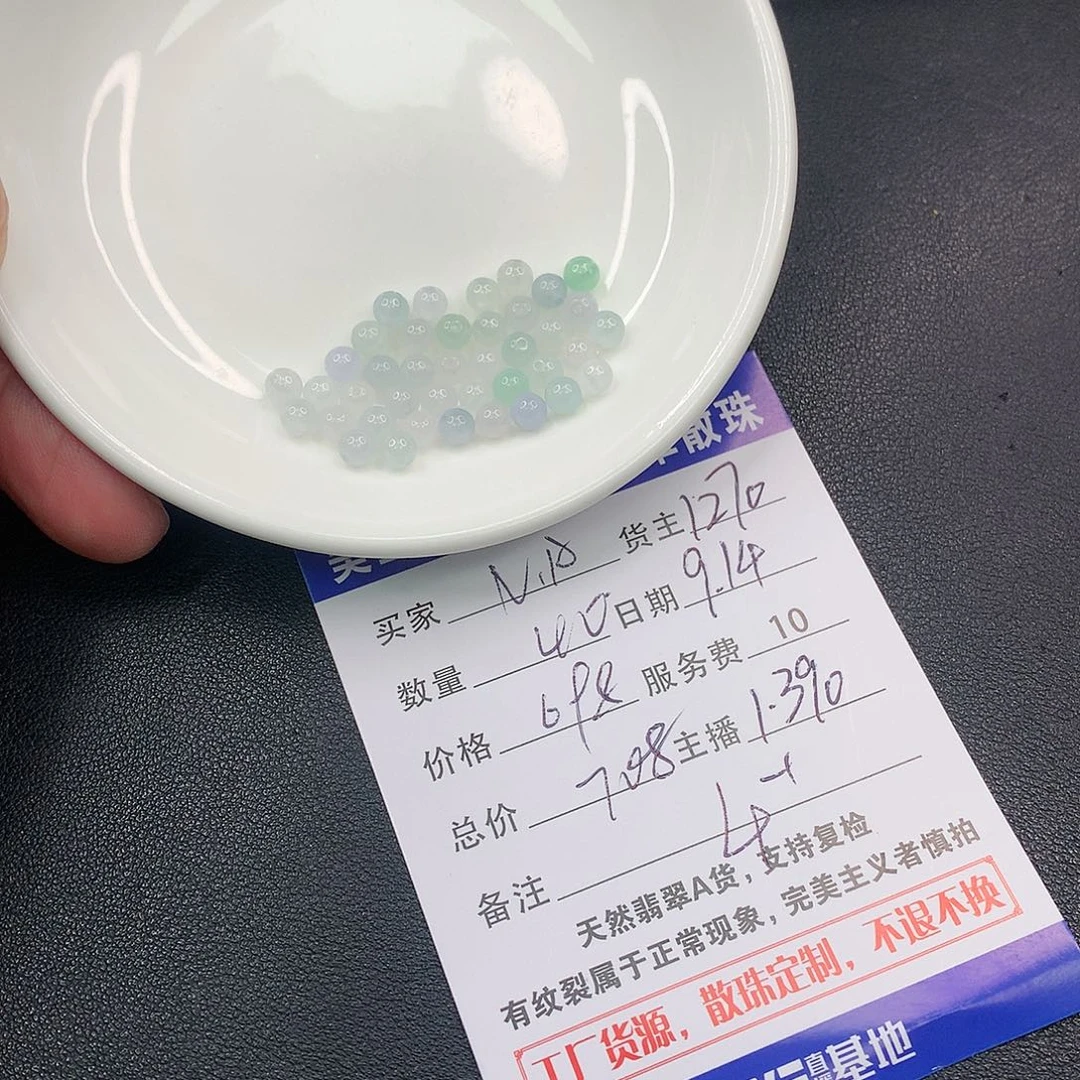 散珠
买家 货主 1270
数量 40 日期 9.14
价格 698 服务费 10
总价 708 主播 1.390
备注 4-1
天然翡翠A货，支持复检
有纹裂属于正常现象，完美主义者慎拍
工厂货源，散珠定制，不退不换
基地